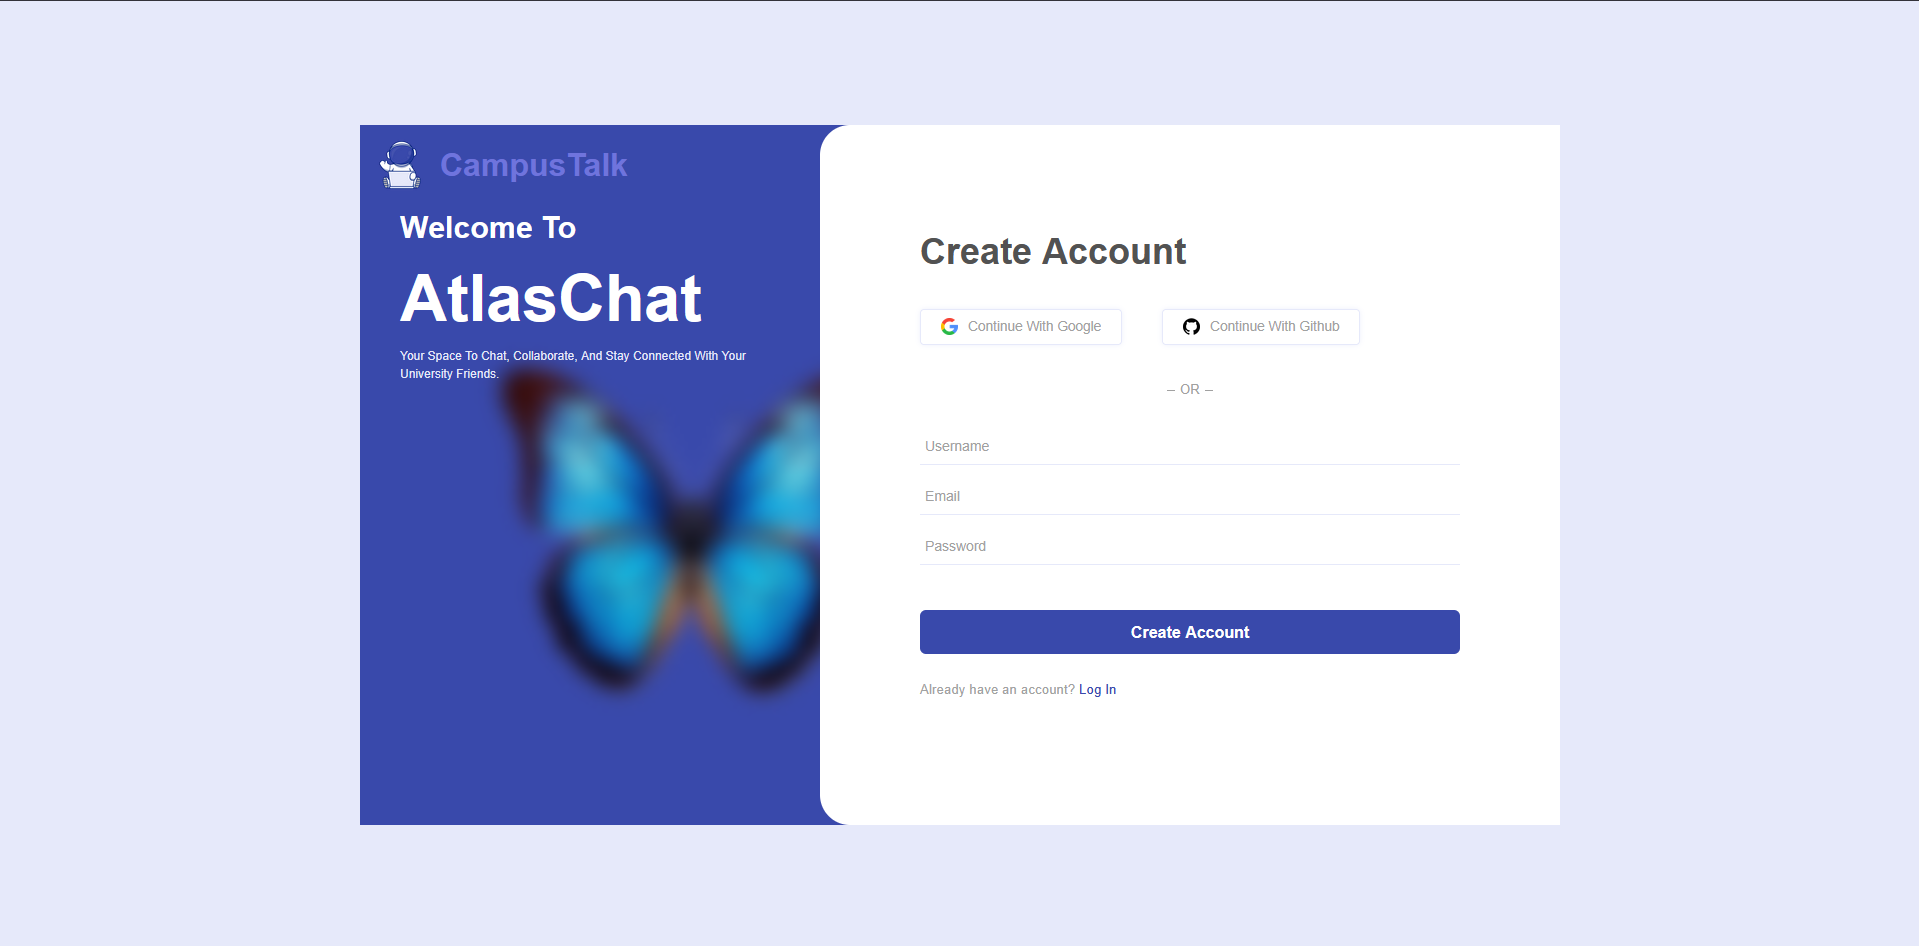 CampusTalk
Welcome To
AtlasChat
Your Space To Chat, Collaborate, And Stay Connected With Your
University Friends.
Create Account
Continue With Google
Continue With Github
– OR –
Username
Email
Password
Create Account
Already have an account? Log In